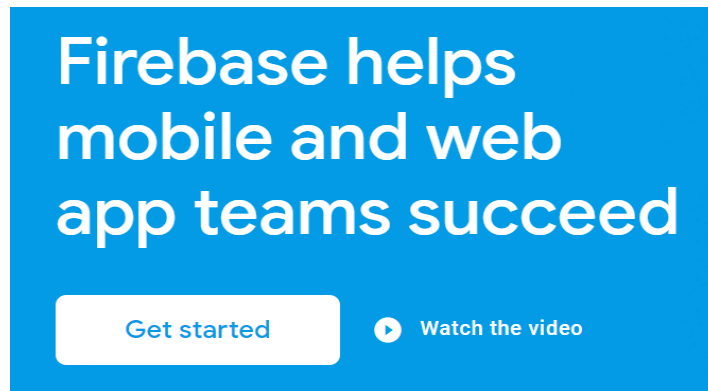 Firebase helps
mobile and web
app teams succeed
Get started
Watch the video